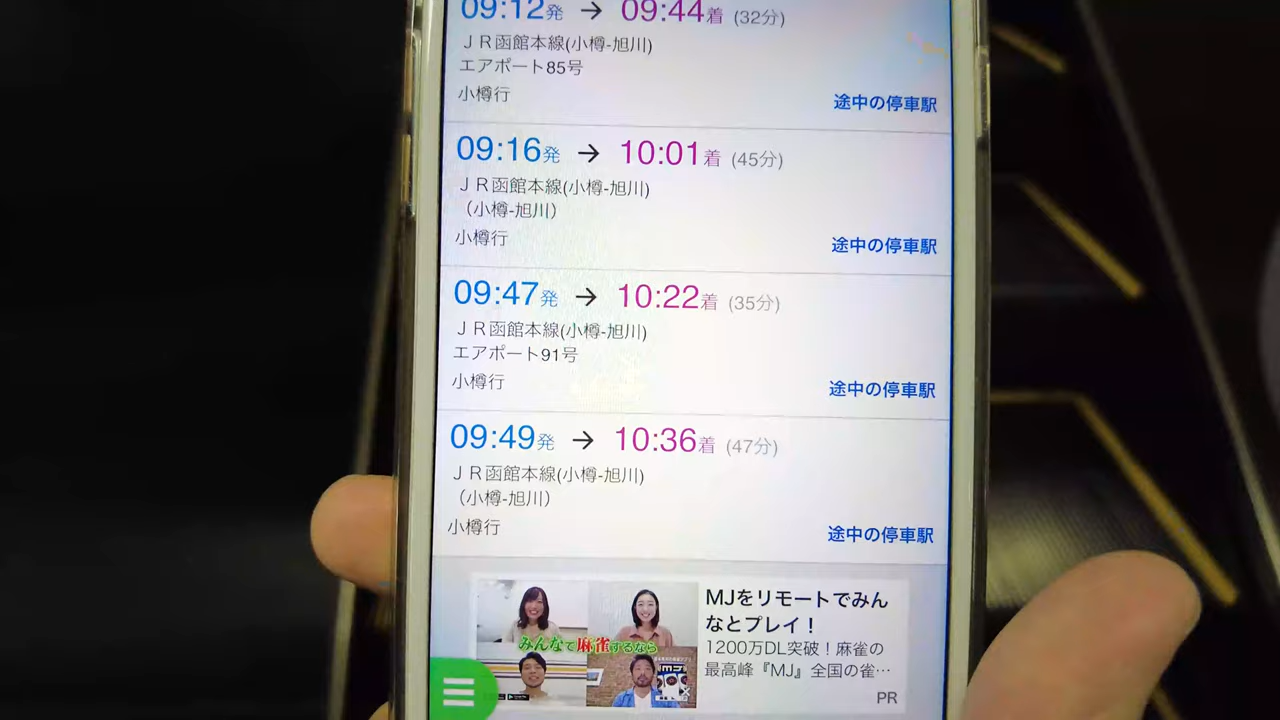 09:12発 → 09:44着 (32分)
ＪＲ函館本線(小樽-旭川)
エアポート85号
小樽行
途中の停車駅
09:16発 → 10:01着 (45分)
ＪＲ函館本線(小樽-旭川)
（小樽-旭川）
小樽行
途中の停車駅
09:47発 → 10:22着 (35分)
ＪＲ函館本線(小樽-旭川)
エアポート91号
小樽行
途中の停車駅
09:49発 → 10:36着 (47分)
ＪＲ函館本線(小樽-旭川)
（小樽-旭川）
小樽行
途中の停車駅
みんなで麻雀するなら
MJをリモートでみん
なとプレイ！
1200万DL突破！麻雀の
最高峰『MJ』全国の雀…
PR